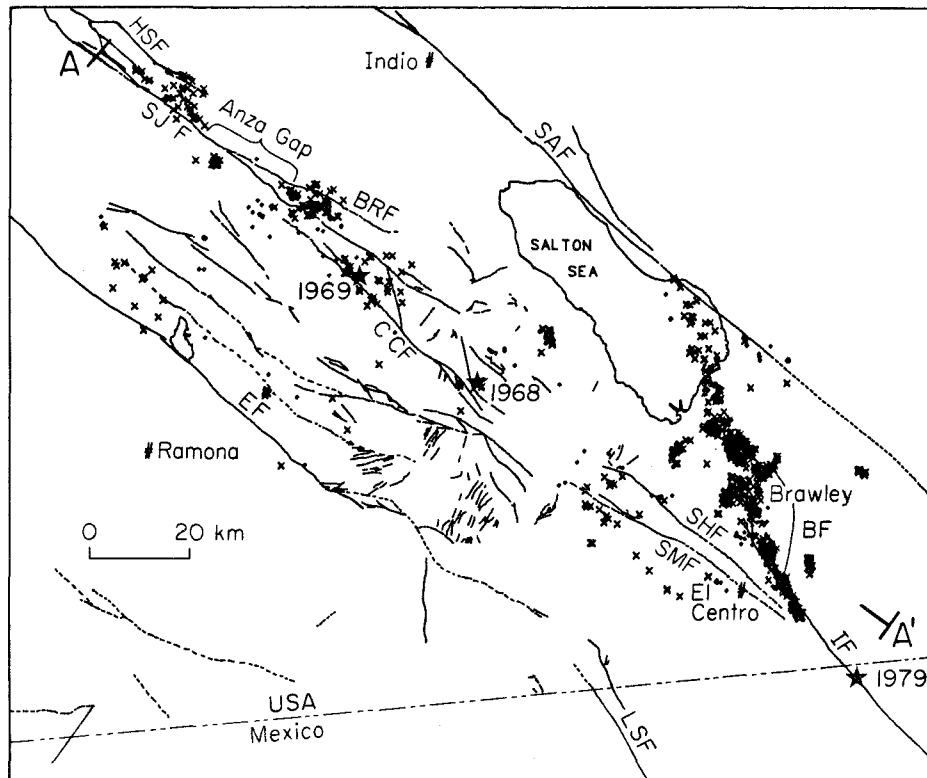 HSF
A
Indio #
SJF
Anza Gap
SAF
BRF
SALTON
SEA
1969
CCF
1968
EF
#Ramona
Brawley
BF
0 20 km
SHF
SMF
El
Centro
#
A'
IF
1979
USA
Mexico
LSF